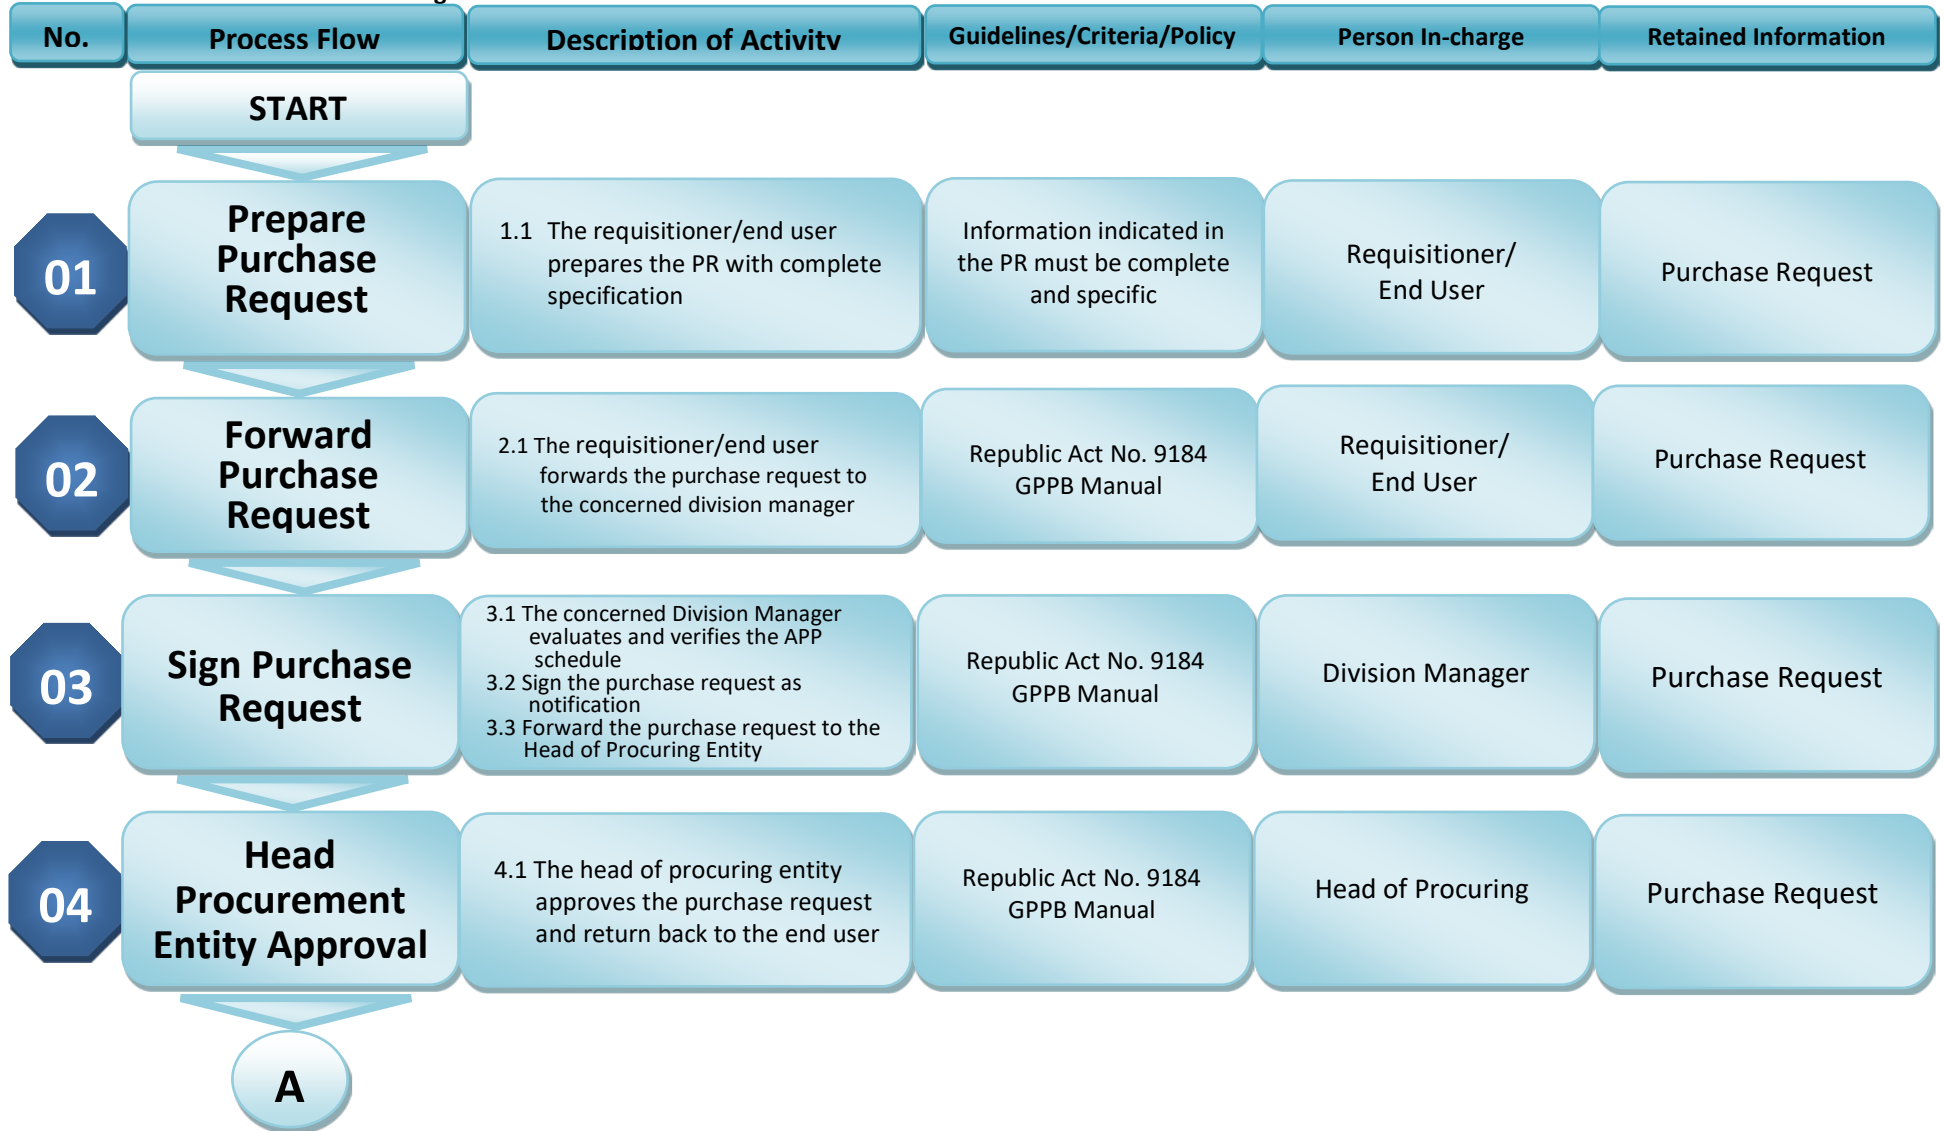 No.
Process Flow
Description of Activity
Guidelines/Criteria/Policy
Person In-charge
Retained Information
START
01
Prepare
Purchase
Request
1.1 The requisitioner/end user
prepares the PR with complete
specification
Information indicated in
the PR must be complete
and specific
Requisitioner/
End User
Purchase Request
02
Forward
Purchase
Request
2.1 The requisitioner/end user
forwards the purchase request to
the concerned division manager
Republic Act No. 9184
GPPB Manual
Requisitioner/
End User
Purchase Request
03
Sign Purchase
Request
3.1 The concerned Division Manager
evaluates and verifies the APP
schedule
3.2 Sign the purchase request as
notification
3.3 Forward the purchase request to the
Head of Procuring Entity
Republic Act No. 9184
GPPB Manual
Division Manager
Purchase Request
04
Head
Procurement
Entity Approval
4.1 The head of procuring entity
approves the purchase request
and return back to the end user
Republic Act No. 9184
GPPB Manual
Head of Procuring
Purchase Request
A